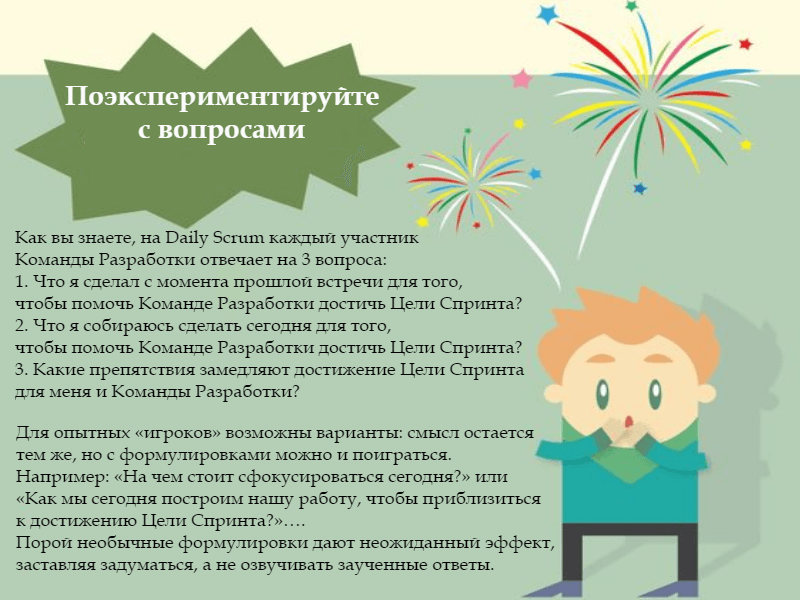 Поэкспериментируйте
с вопросами
Как вы знаете, на Daily Scrum каждый участник
Команды Разработки отвечает на 3 вопроса:
1. Что я сделал с момента прошлой встречи для того,
чтобы помочь Команде Разработки достичь Цели Спринта?
2. Что я собираюсь сделать сегодня для того,
чтобы помочь Команде Разработки достичь Цели Спринта?
3. Какие препятствия замедляют достижение Цели Спринта
для меня и Команды Разработки?
Для опытных «игроков» возможны варианты: смысл остается
тем же, но с формулировками можно и поиграться.
Например: «На чем стоит сфокусироваться сегодня?» или
«Как мы сегодня построим нашу работу, чтобы приблизиться
к достижению Цели Спринта?»….
Порой необычные формулировки дают неожиданный эффект,
заставляя задуматься, а не озвучивать заученные ответы.